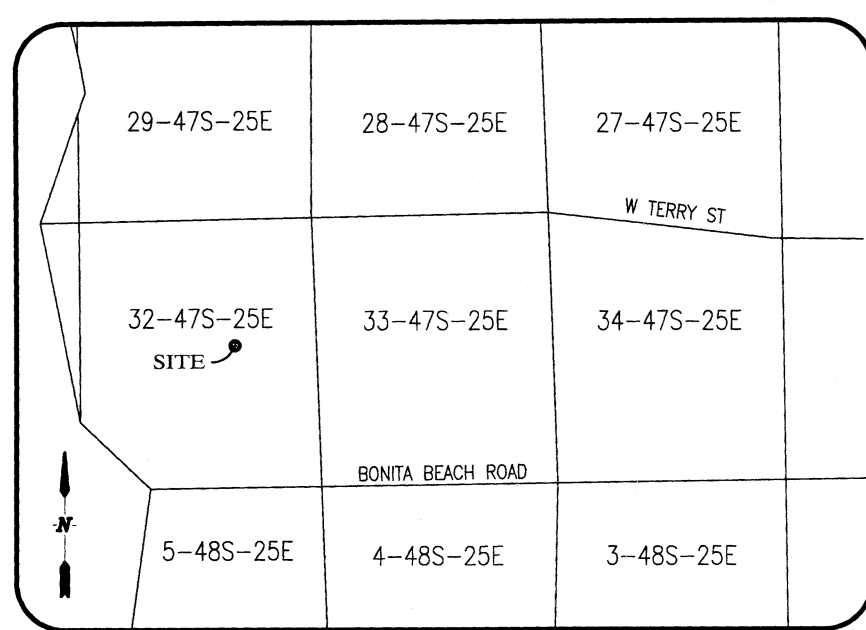 29-47S-25E
28-47S-25E
27-47S-25E
W TERRY ST
32-47S-25E
33-47S-25E
34-47S-25E
SITE
BONITA BEACH ROAD
N
5-48S-25E
4-48S-25E
3-48S-25E